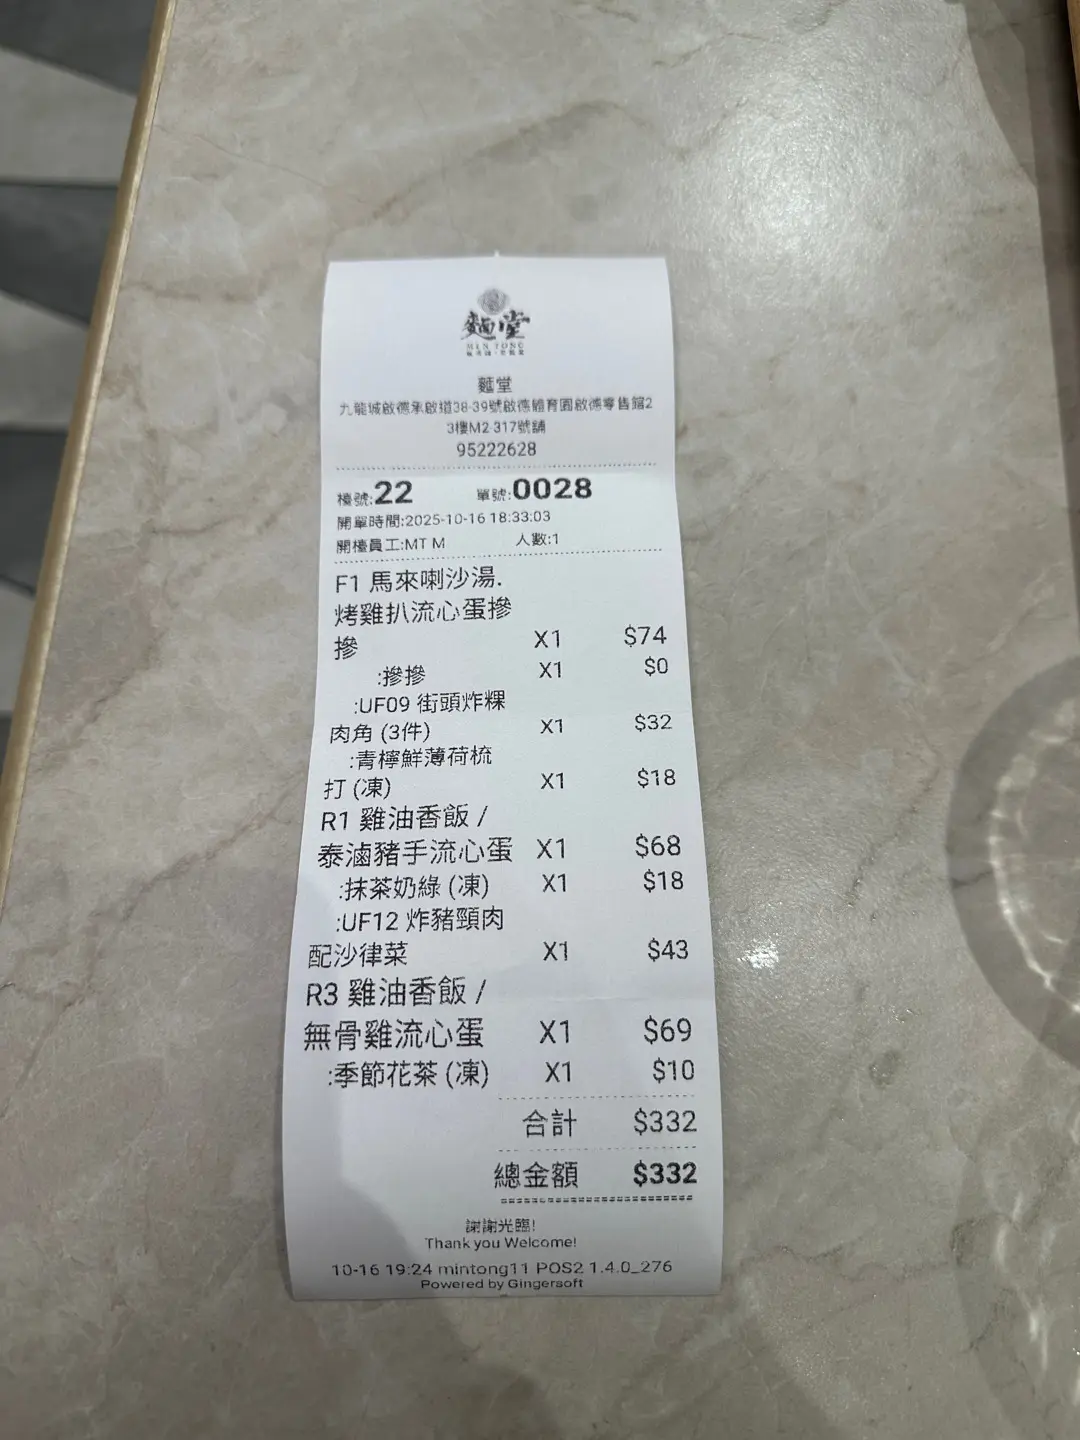 麵堂
MEN TONG
麵堂
九龍城啟德承啟道38-39號啟德體育園啟德零售館2
3樓M2-317號舖
95222628
檯號:22 單號:0028
開單時間:2025-10-16 18:33:03
開檯員工:MT M 人數:1
F1 馬來喇沙湯.
烤雞扒流心蛋摻
摻 X1 $74
:摻摻 X1 $0
:UF09 街頭炸粿
肉角 (3件) X1 $32
:青檸鮮薄荷梳
打 (凍) X1 $18
R1 雞油香飯 /
泰滷豬手流心蛋 X1 $68
:抹茶奶綠 (凍) X1 $18
:UF12 炸豬頸肉
配沙律菜 X1 $43
R3 雞油香飯 /
無骨雞流心蛋 X1 $69
:季節花茶 (凍) X1 $10
合計 $332
總金額 $332
謝謝光臨!
Thank you Welcome!
10-16 19:24 mintong11 POS2 1.4.0_276
Powered by Gingersoft